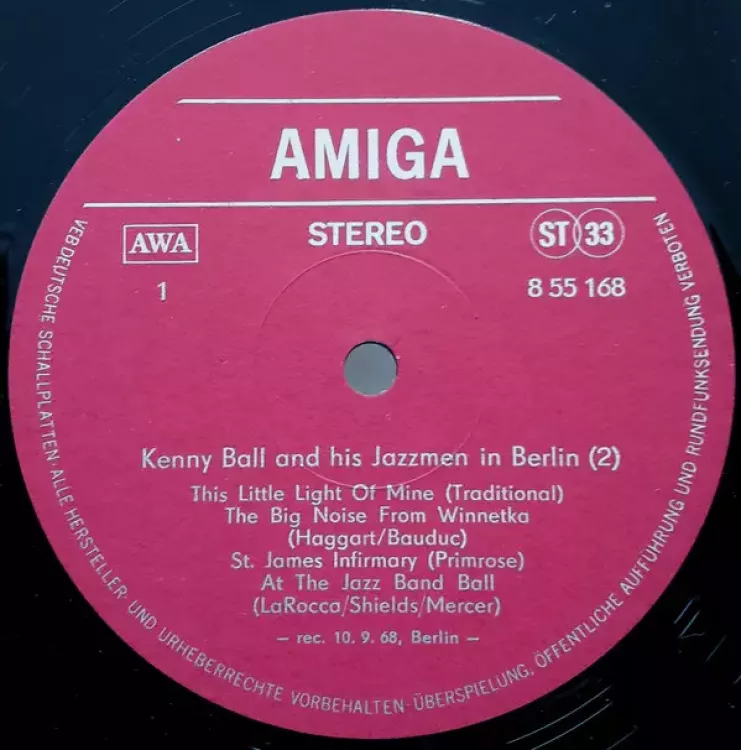 AMIGA
AWA
STEREO
ST 33
1
8 55 168
Kenny Ball and his Jazzmen in Berlin (2)
This Little Light Of Mine (Traditional)
The Big Noise From Winnetka
(Haggart/Bauduc)
St. James Infirmary (Primrose)
At The Jazz Band Ball
(LaRocca/Shields/Mercer)
— rec. 10. 9. 68, Berlin —
VEB DEUTSCHE SCHALLPLATTEN · ALLE HERSTELLER- UND URHEBERRECHTE VORBEHALTEN · ÜBERSPIELUNG, ÖFFENTLICHE AUFFÜHRUNG UND RUNDFUNKSENDUNG VERBOTEN